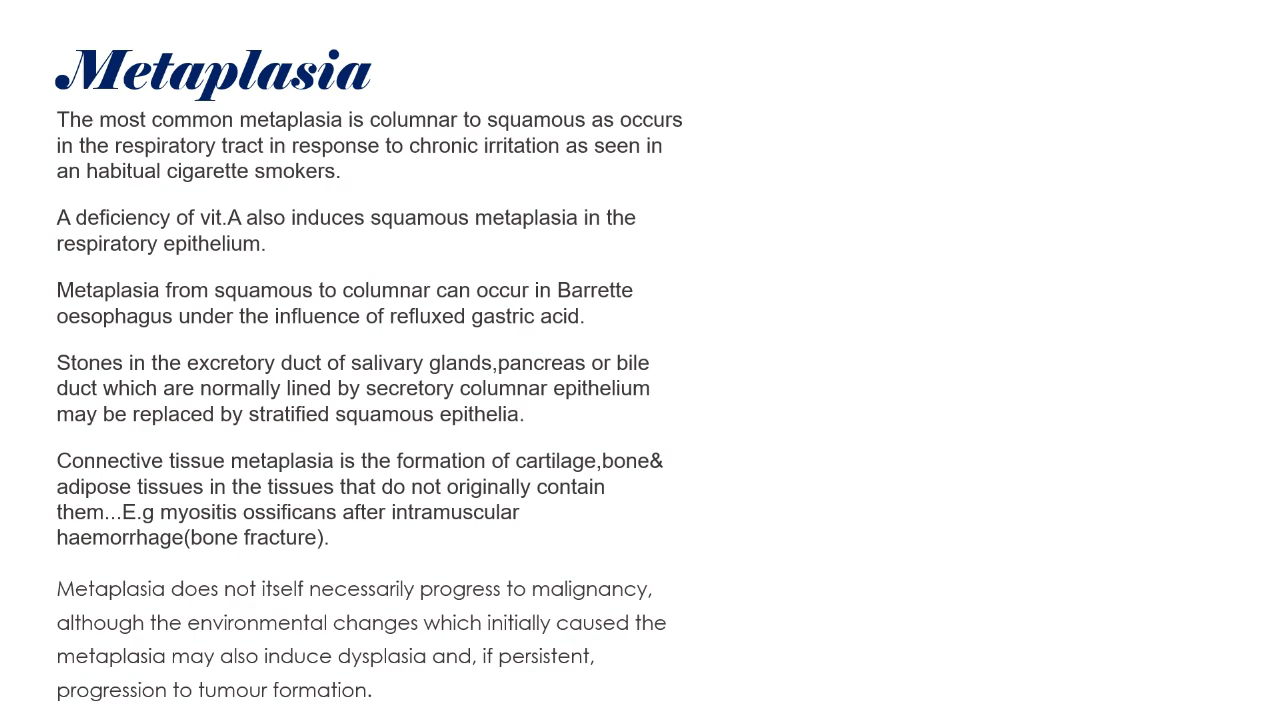 Metaplasia
The most common metaplasia is columnar to squamous as occurs
in the respiratory tract in response to chronic irritation as seen in
an habitual cigarette smokers.
A deficiency of vit.A also induces squamous metaplasia in the
respiratory epithelium.
Metaplasia from squamous to columnar can occur in Barrette
oesophagus under the influence of refluxed gastric acid.
Stones in the excretory duct of salivary glands,pancreas or bile
duct which are normally lined by secretory columnar epithelium
may be replaced by stratified squamous epithelia.
Connective tissue metaplasia is the formation of cartilage,bone&
adipose tissues in the tissues that do not originally contain
them...E.g myositis ossificans after intramuscular
haemorrhage(bone fracture).
Metaplasia does not itself necessarily progress to malignancy,
although the environmental changes which initially caused the
metaplasia may also induce dysplasia and, if persistent,
progression to tumour formation.